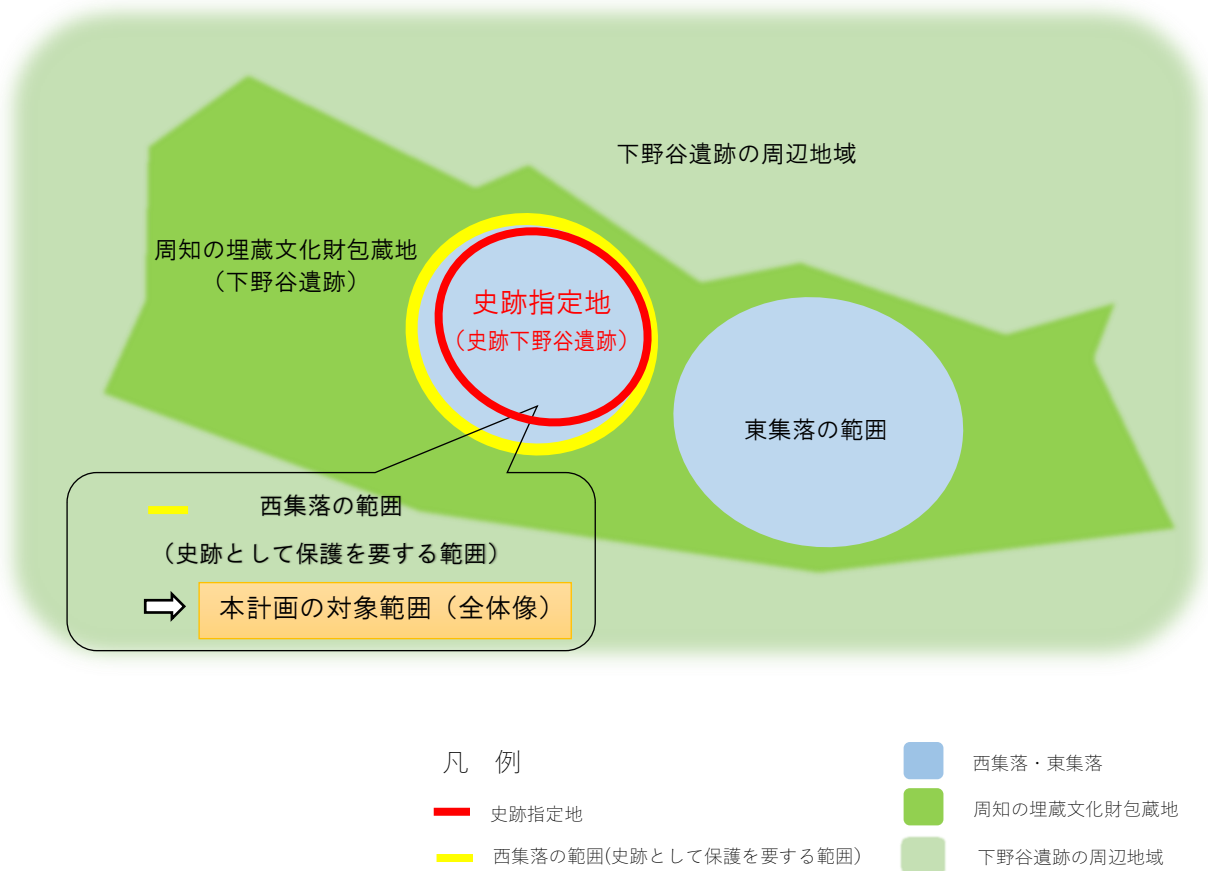 下野谷遺跡の周辺地域
周知の埋蔵文化財包蔵地
（下野谷遺跡）
史跡指定地
（史跡下野谷遺跡）
東集落の範囲
西集落の範囲
（史跡として保護を要する範囲）
本計画の対象範囲（全体像）
凡　例
史跡指定地
西集落の範囲(史跡として保護を要する範囲)
西集落・東集落
周知の埋蔵文化財包蔵地
下野谷遺跡の周辺地域